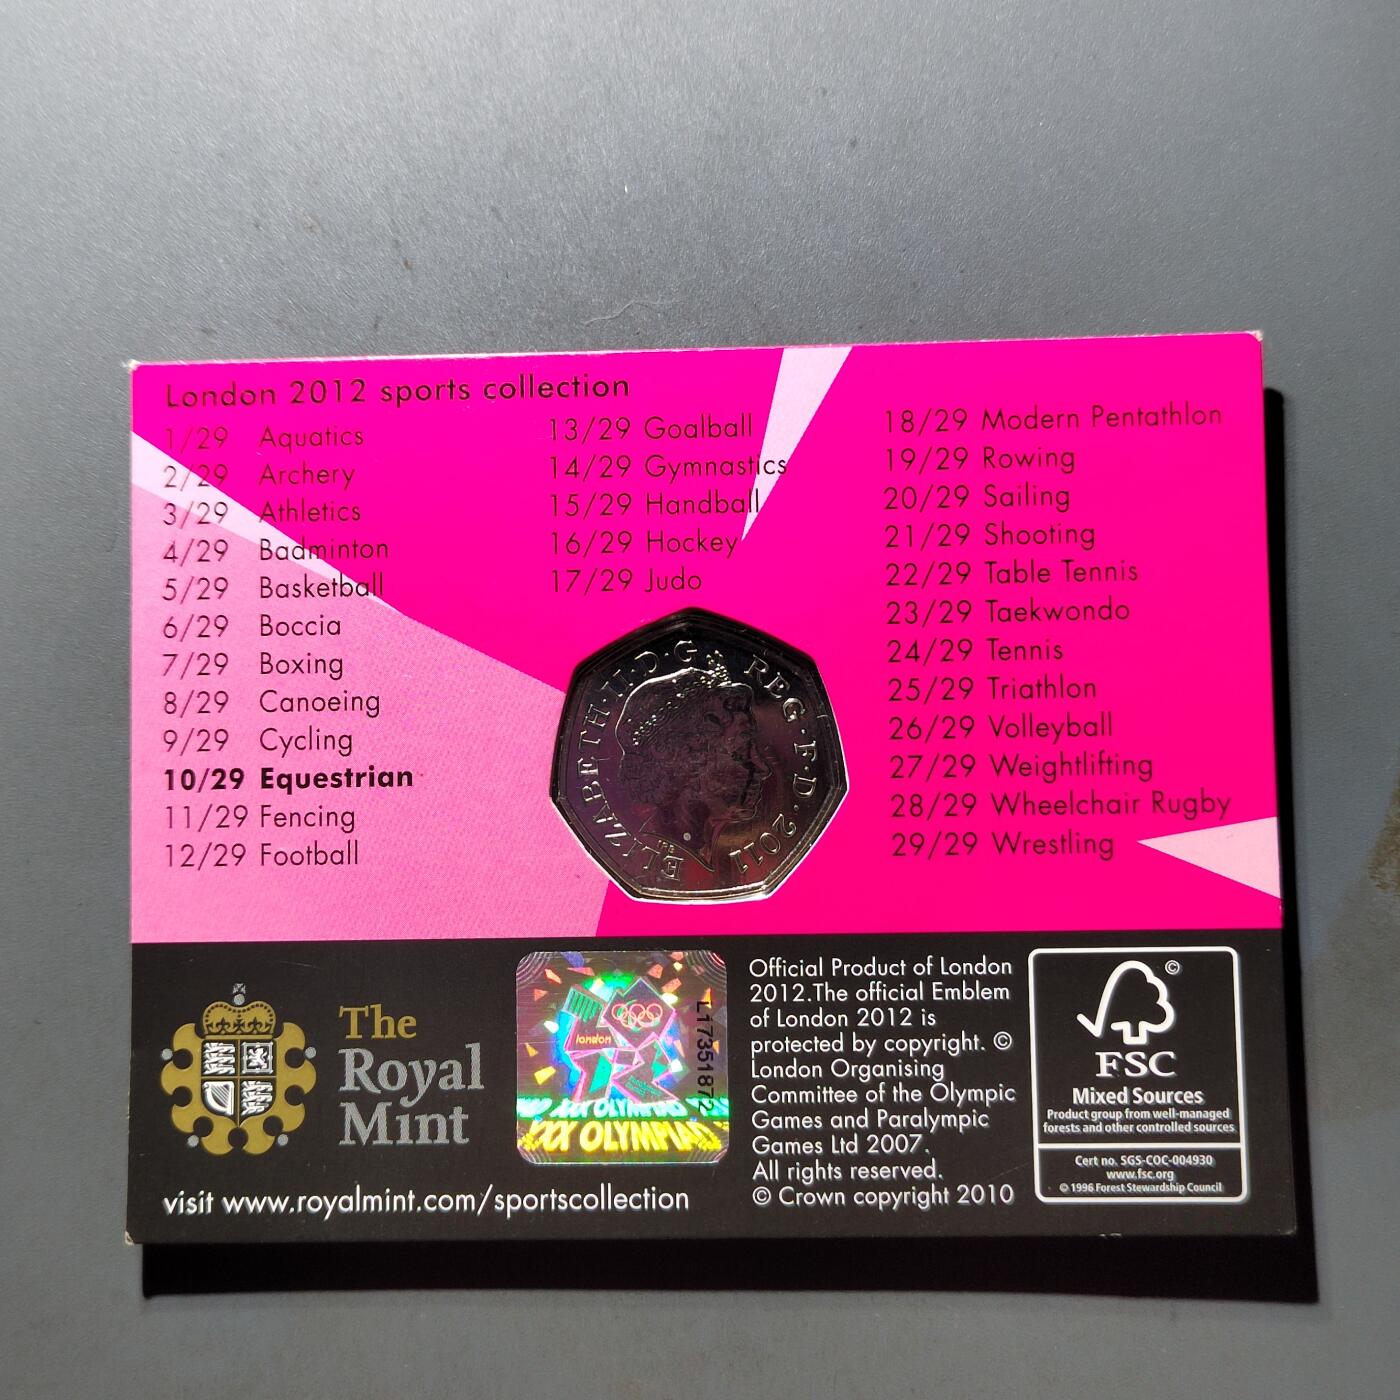 London 2012 sports collection
1/29 Aquatics
2/29 Archery
3/29 Athletics
4/29 Badminton
5/29 Basketball
6/29 Boccia
7/29 Boxing
8/29 Canoeing
9/29 Cycling
10/29 Equestrian
11/29 Fencing
12/29 Football
13/29 Goalball
14/29 Gymnastics
15/29 Handball
16/29 Hockey
17/29 Judo
18/29 Modern Pentathlon
19/29 Rowing
20/29 Sailing
21/29 Shooting
22/29 Table Tennis
23/29 Taekwondo
24/29 Tennis
25/29 Triathlon
26/29 Volleyball
27/29 Weightlifting
28/29 Wheelchair Rugby
29/29 Wrestling
ELIZABETH·II·D·G REG·F·D·2011
The
Royal
Mint
visit www.royalmint.com/sportscollection
london
L17351872
XX OLYMPIA
Official Product of London
2012.The official Emblem
of London 2012 is
protected by copyright. ©
London Organising
Committee of the Olympic
Games and Paralympic
Games Ltd 2007.
All rights reserved.
© Crown copyright 2010
©
FSC
Mixed Sources
Product group from well-managed
forests and other controlled sources
Cert no. SGS-COC-004930
www.fsc.org
© 1996 Forest Stewardship Council